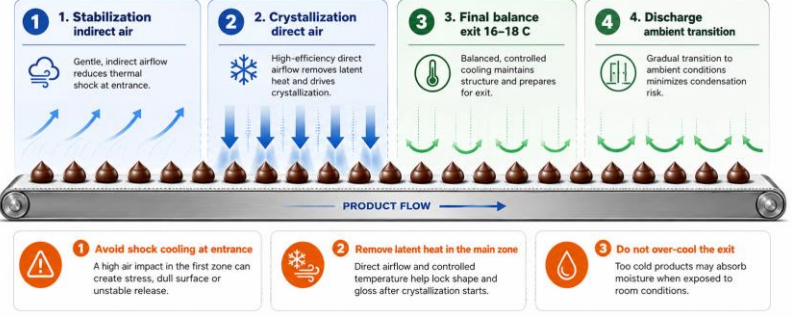 1
1. Stabilization
indirect air
Gentle, indirect airflow
reduces thermal
shock at entrance.
2
2. Crystallization
direct air
High-efficiency direct
airflow removes latent
heat and drives
crystallization.
3
3. Final balance
exit 16–18 C
Balanced, controlled
cooling maintains
structure and prepares
for exit.
4
4. Discharge
ambient transition
Gradual transition to
ambient conditions
minimizes condensation
risk.
PRODUCT FLOW
1 Avoid shock cooling at entrance
A high air impact in the first zone can
create stress, dull surface or
unstable release.
2 Remove latent heat in the main zone
Direct airflow and controlled
temperature help lock shape and
gloss after crystallization starts.
3 Do not over-cool the exit
Too cold products may absorb
moisture when exposed to
room conditions.